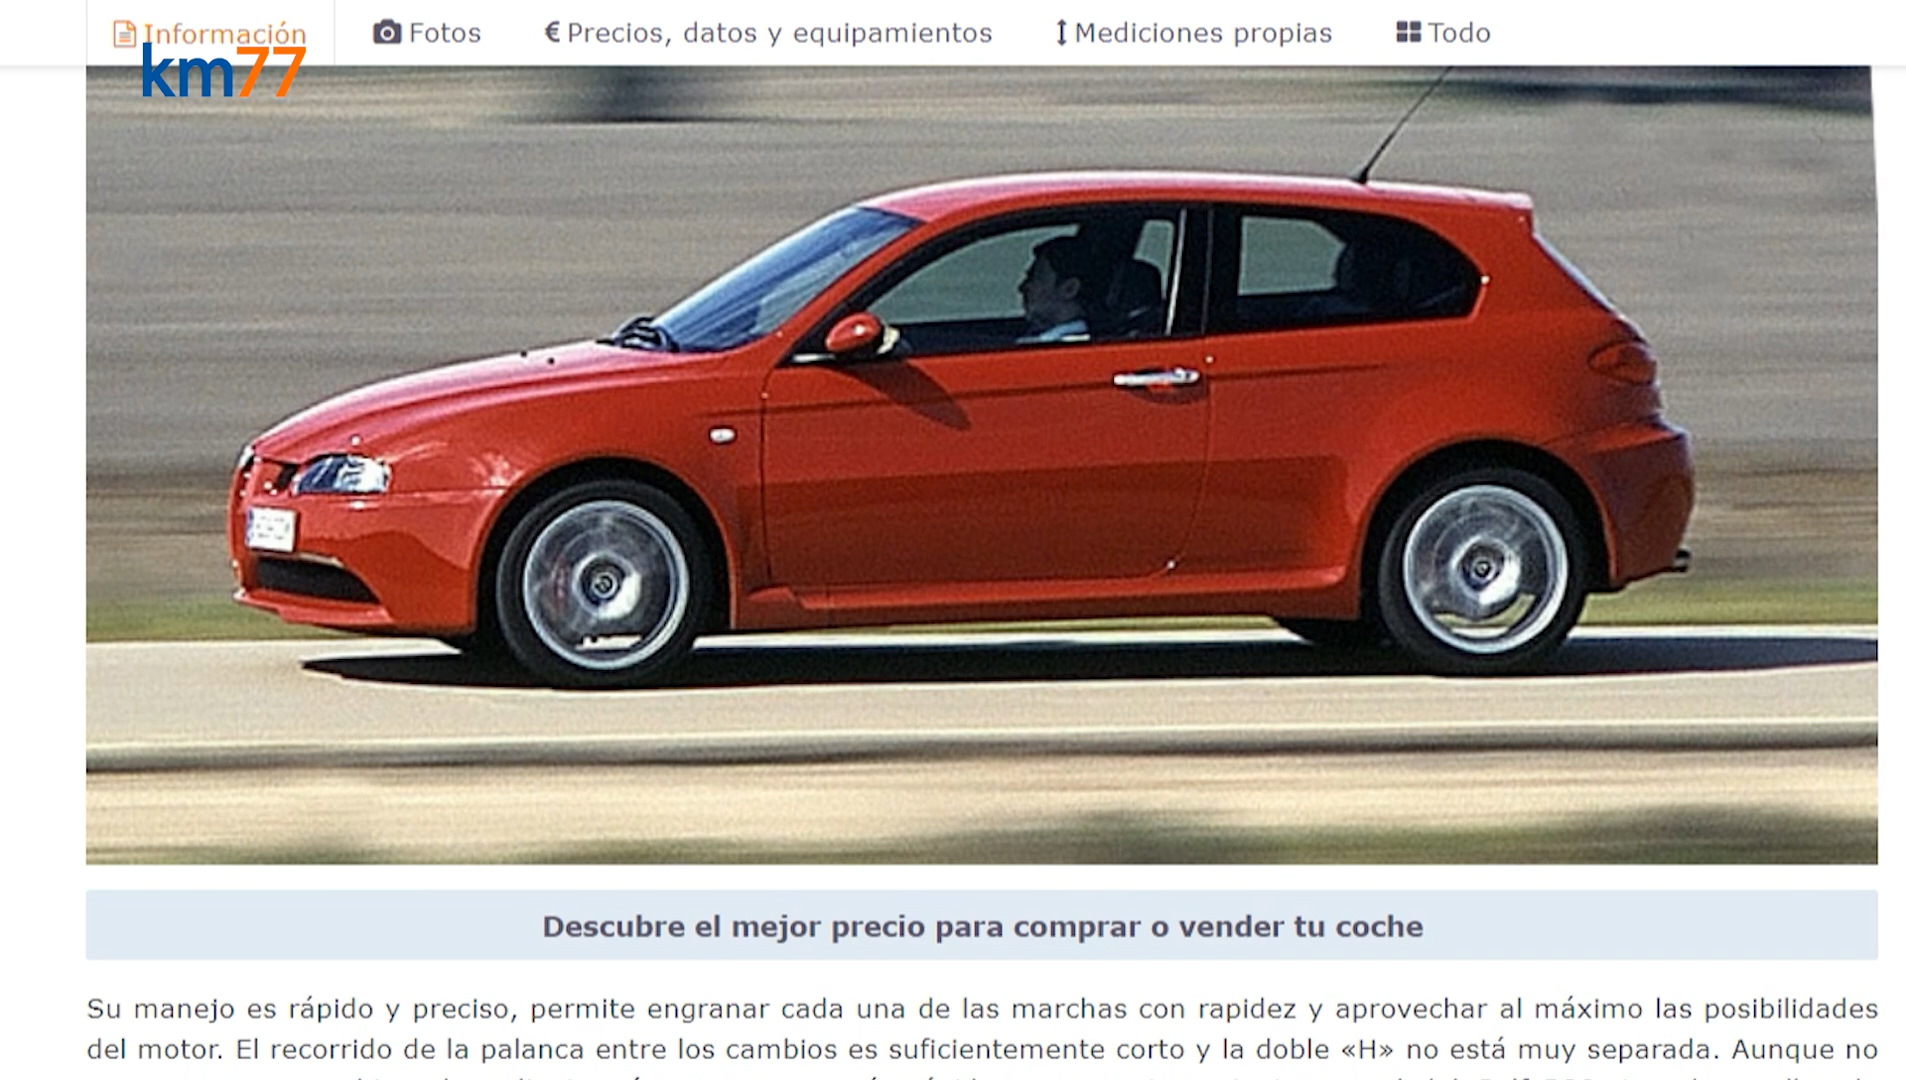 Información
Fotos
€ Precios, datos y equipamientos
Mediciones propias
Todo
km77
Descubre el mejor precio para comprar o vender tu coche
Su manejo es rápido y preciso, permite engranar cada una de las marchas con rapidez y aprovechar al máximo las posibilidades
del motor. El recorrido de la palanca entre los cambios es suficientemente corto y la doble «H» no está muy separada. Aunque no